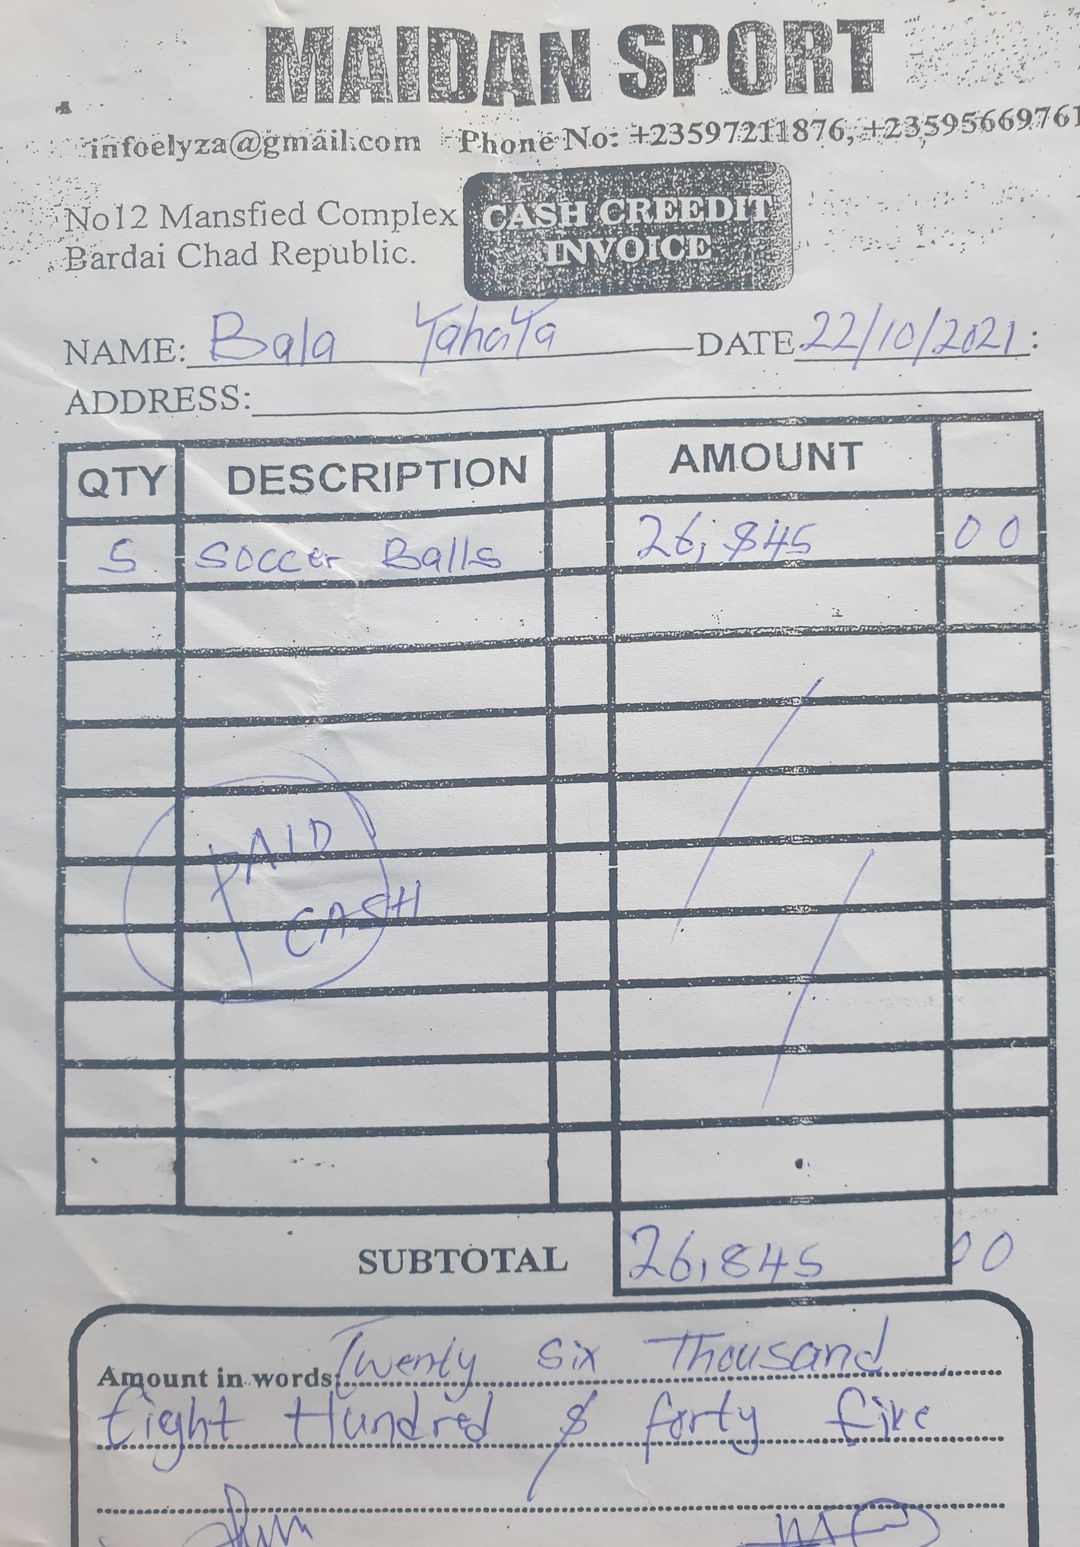 MAIDAN SPORT
infoelyza@gmail.com Phone No: +23597211876, +23595669761
No12 Mansfied Complex
Bardai Chad Republic.
CASH CREEDIT
INVOICE
NAME: Bala Yahaya DATE 22/10/2021:
ADDRESS:
QTY DESCRIPTION AMOUNT
5 Soccer Balls 26,845 00
PAID
CASH
SUBTOTAL 26,845 00
Amount in words: Twenty Six Thousand
Eight Hundred & forty five